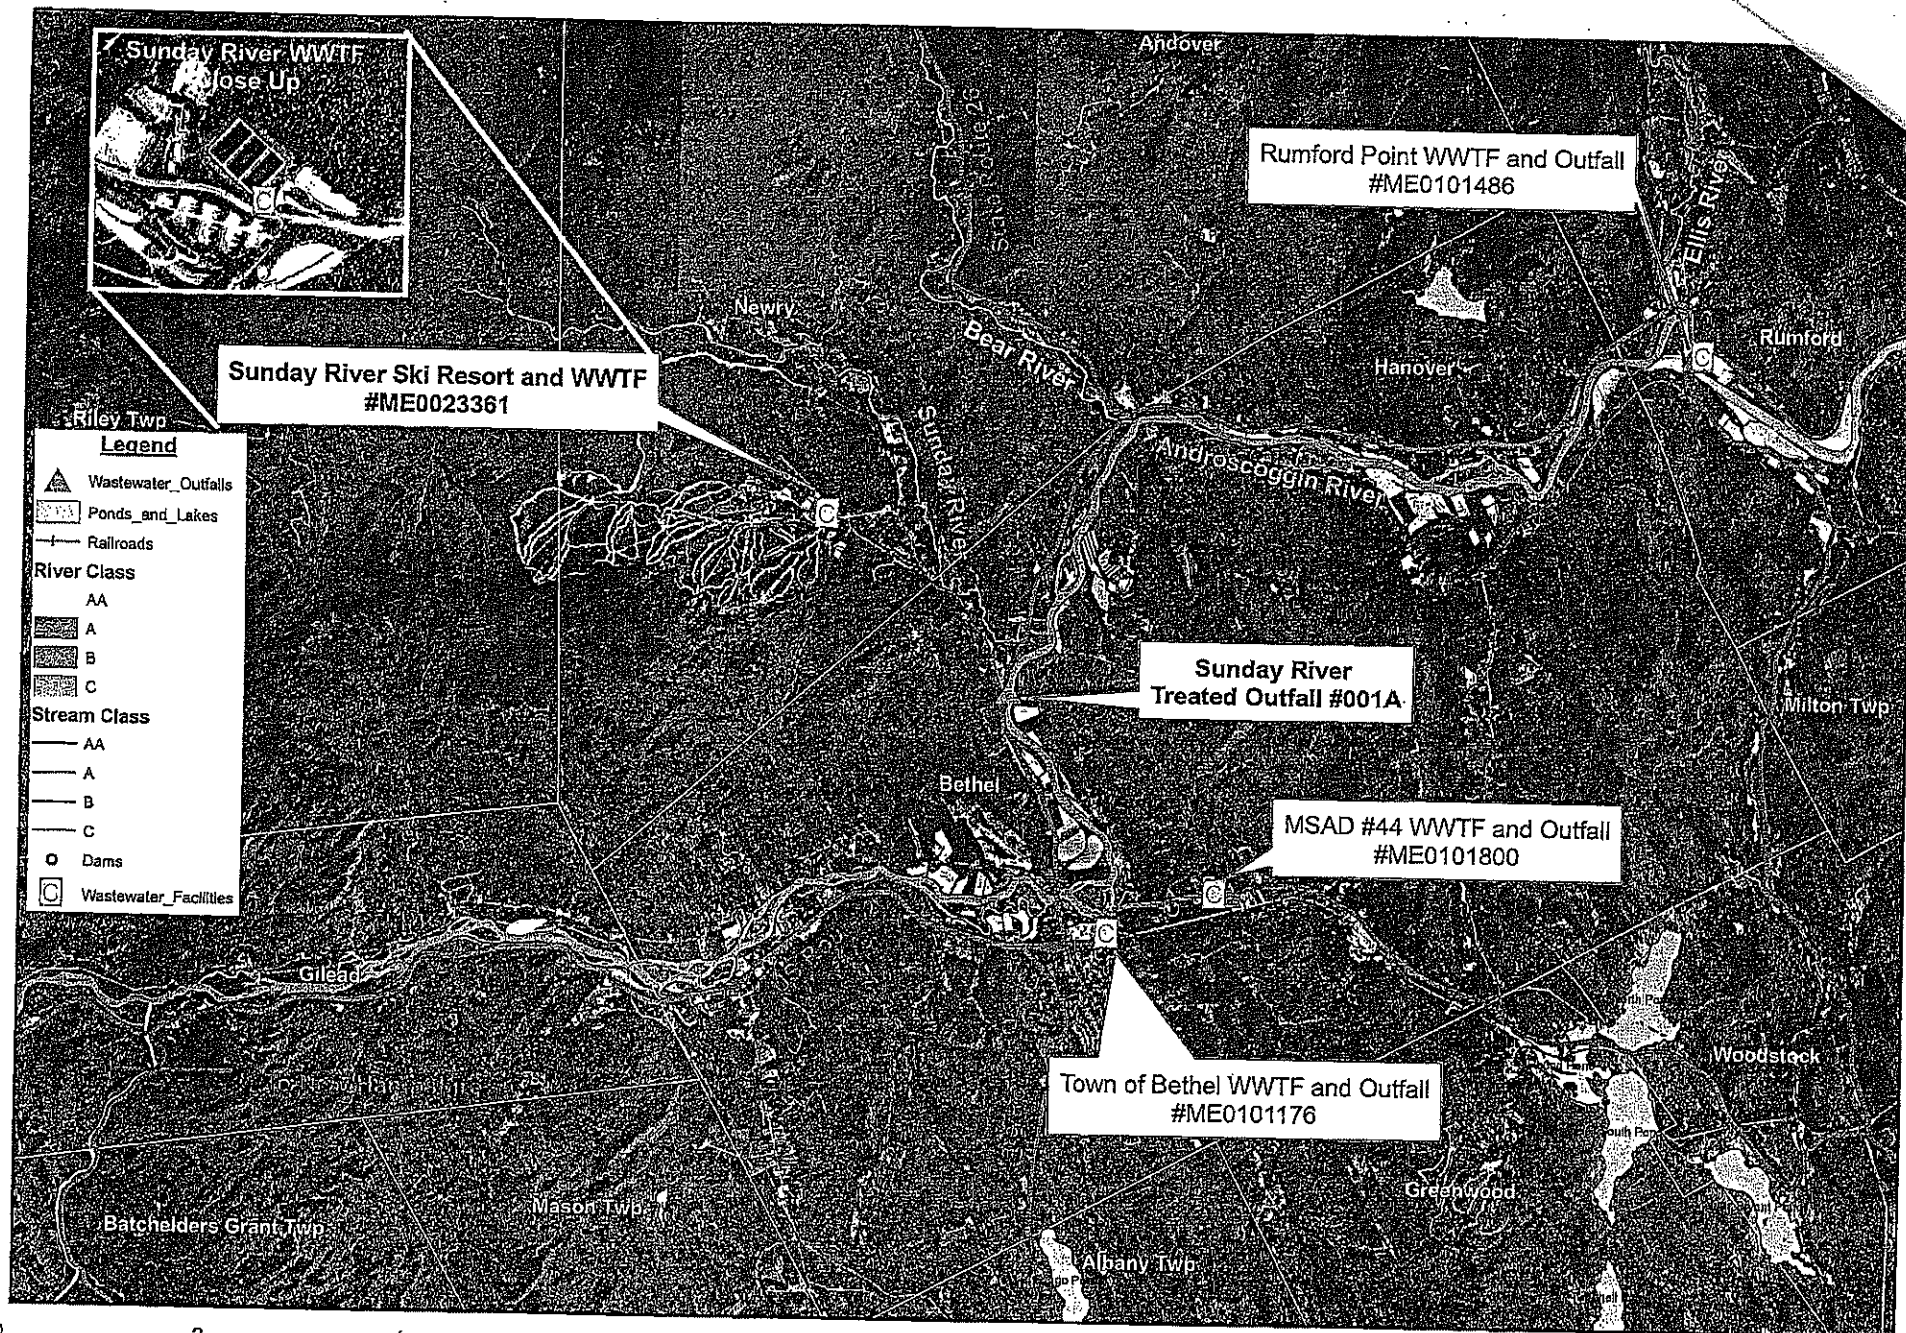 Sunday River WWTF
Close Up
Andover
Rumford Point WWTF and Outfall
#ME0101486
Ellis River
State Route 26
Newry
Bear River
Rumford
Hanover
Sunday River Ski Resort and WWTF
#ME0023361
Riley Twp
Sunday River
Androscoggin River
Legend
Wastewater_Outfalls
Ponds_and_Lakes
Railroads
River Class
AA
A
B
C
Stream Class
AA
A
B
C
Dams
C Wastewater_Facilities
C
C
C
C
C
Sunday River
Treated Outfall #001A
Milton Twp
Bethel
MSAD #44 WWTF and Outfall
#ME0101800
Gilead
Woodstock
Town of Bethel WWTF and Outfall
#ME0101176
Greenwood
Mason Twp
Batchelders Grant Twp
Albany Twp